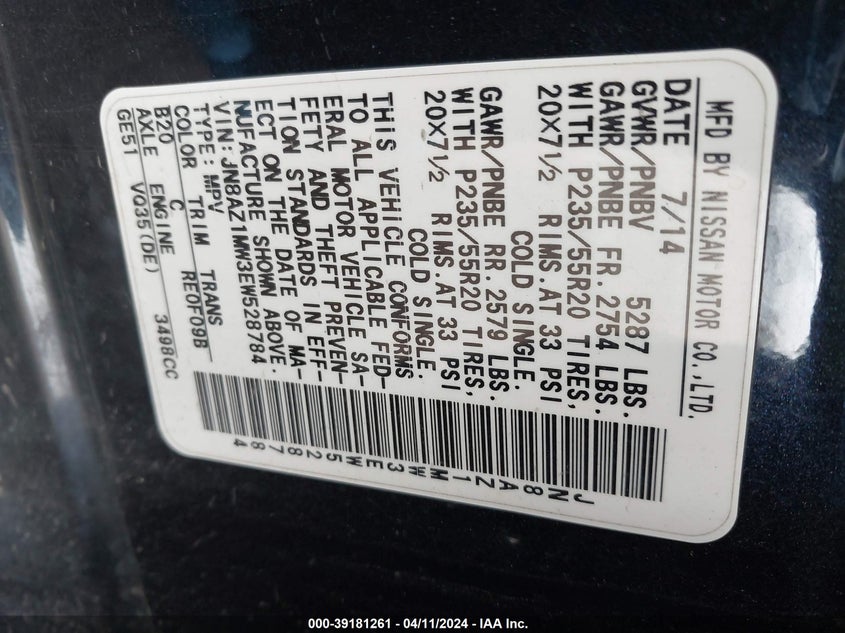 MFD BY NISSAN MOTOR CO.,LTD.
DATE 7/14
GVWR/PNBV 5287 LBS.
GAWR/PNBE FR. 2754 LBS.
WITH P235/55R20 TIRES,
20X7½ RIMS.AT 33 PSI
COLD SINGLE.
GAWR/PNBE RR. 2579 LBS.
WITH P235/55R20 TIRES,
20X7½ RIMS.AT 33 PSI
COLD SINGLE.
THIS VEHICLE CONFORMS
TO ALL APPLICABLE FED-
ERAL MOTOR VEHICLE SA-
FETY AND THEFT PREVEN-
TION STANDARDS IN EFF-
ECT ON THE DATE OF MA-
NUFACTURE SHOWN ABOVE.
VIN: JN8AZ1MW3EW528784
TYPE: MPV
COLOR TRIM TRANS
B20 C RE0F09B
AXLE ENGINE
GE51 VQ35(DE) 3498CC
JN8AZ1MW3EW528784
000-39181261 - 04/11/2024 - IAA Inc.